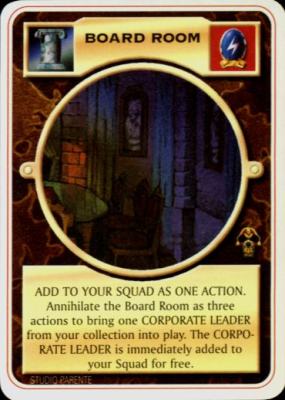 BOARD ROOM
ADD TO YOUR SQUAD AS ONE ACTION.
Annihilate the Board Room as three
actions to bring one CORPORATE LEADER
from your collection into play. The CORPO-
RATE LEADER is immediately added to
your Squad for free.
STUDIO PARENTE